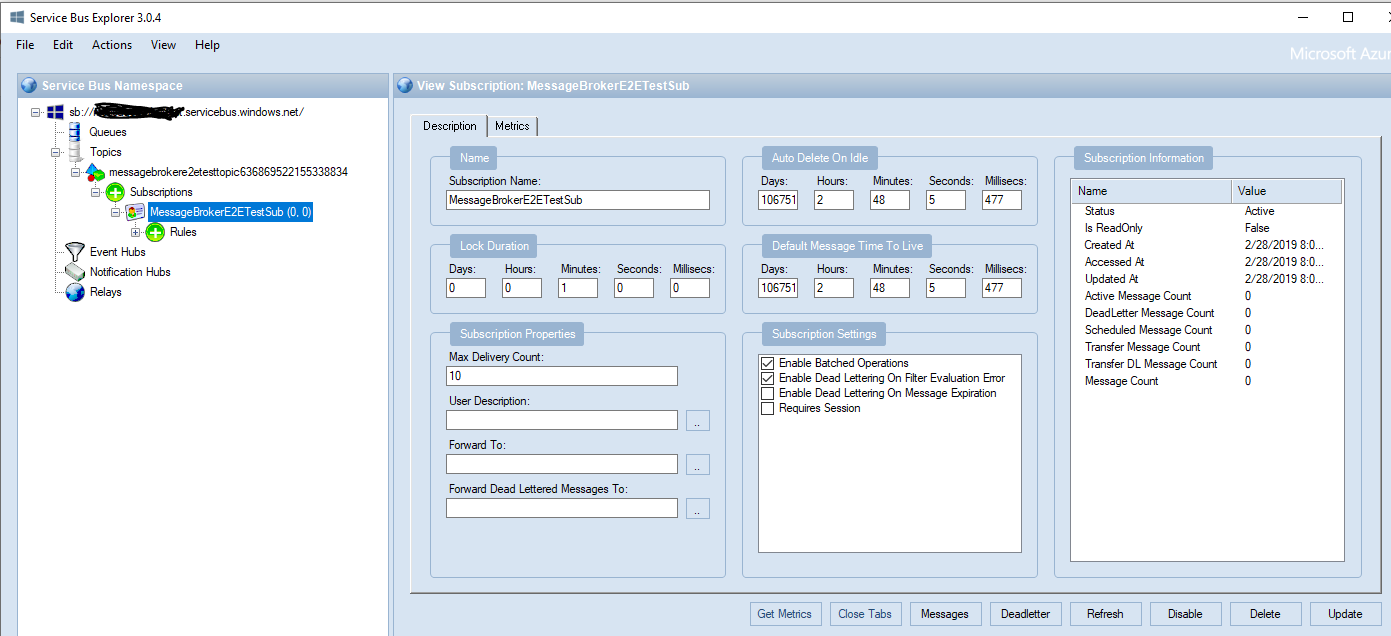 Service Bus Explorer 3.0.4
File Edit Actions View Help
Microsoft Azur
Service Bus Namespace
sb:// .servicebus.windows.net/
Queues
Topics
messagebrokere2etesttopic636869522155338834
Subscriptions
MessageBrokerE2ETestSub (0, 0)
Rules
Event Hubs
Notification Hubs
Relays
View Subscription: MessageBrokerE2ETestSub
Description Metrics
Name
Subscription Name:
MessageBrokerE2ETestSub
Auto Delete On Idle
Days: Hours: Minutes: Seconds: Millisecs:
106751 2 48 5 477
Lock Duration
Days: Hours: Minutes: Seconds: Millisecs:
0 0 1 0 0
Default Message Time To Live
Days: Hours: Minutes: Seconds: Millisecs:
106751 2 48 5 477
Subscription Properties
Max Delivery Count:
10
User Description:
..
Forward To:
..
Forward Dead Lettered Messages To:
..
Subscription Settings
Enable Batched Operations
Enable Dead Lettering On Filter Evaluation Error
Enable Dead Lettering On Message Expiration
Requires Session
Subscription Information
Name Value
Status Active
Is ReadOnly False
Created At 2/28/2019 8:0...
Accessed At 2/28/2019 8:0...
Updated At 2/28/2019 8:0...
Active Message Count 0
DeadLetter Message Count 0
Scheduled Message Count 0
Transfer Message Count 0
Transfer DL Message Count 0
Message Count 0
Get Metrics Close Tabs Messages Deadletter Refresh Disable Delete Update